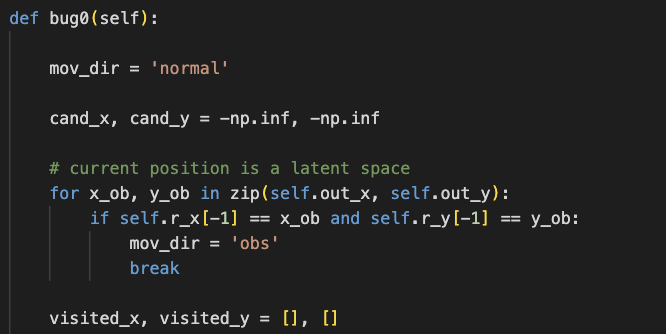 def bug0(self):
mov_dir = 'normal'
cand_x, cand_y = -np.inf, -np.inf
# current position is a latent space
for x_ob, y_ob in zip(self.out_x, self.out_y):
if self.r_x[-1] == x_ob and self.r_y[-1] == y_ob:
mov_dir = 'obs'
break
visited_x, visited_y = [], []